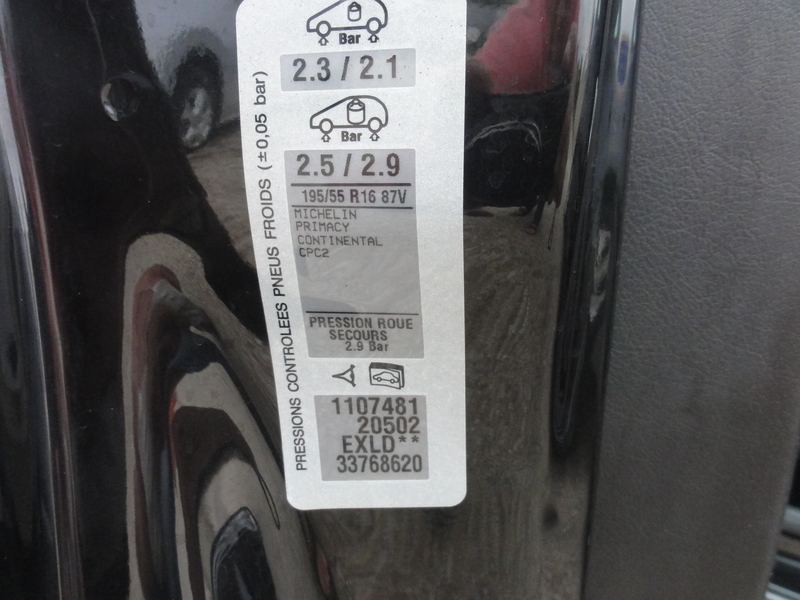 Bar
2.3 / 2.1
Bar
2.5 / 2.9
195/55 R16 87V
MICHELIN
PRIMACY
CONTINENTAL
CPC2
PRESSION ROUE
SECOURS
2.9 Bar
1107481
20502
EXLD**
33768620
PRESSIONS CONTROLEES PNEUS FROIDS (±0,05 bar)